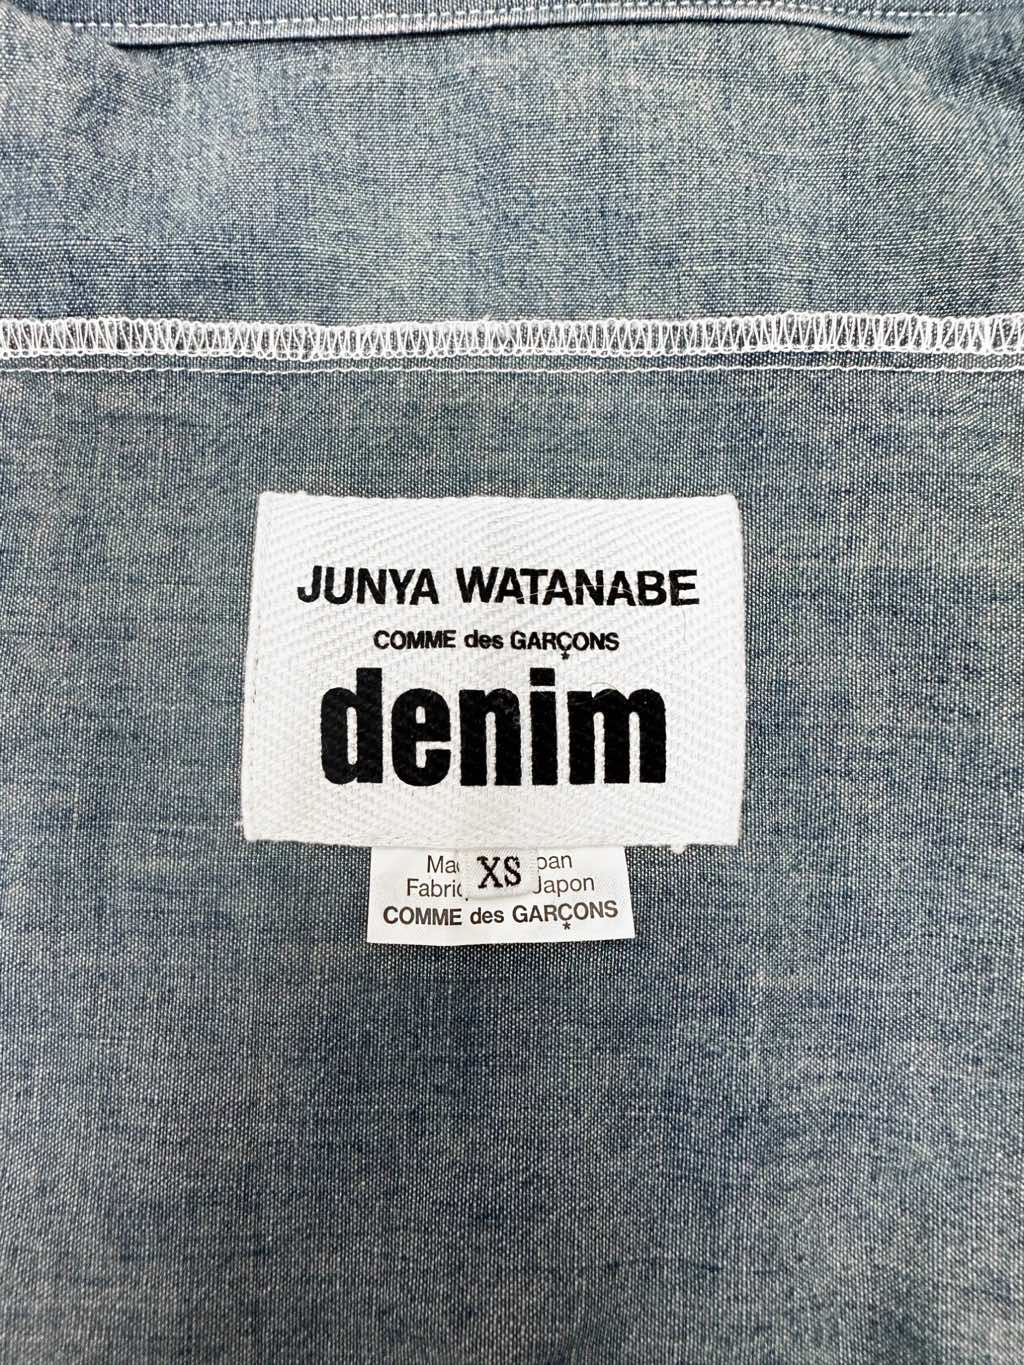 JUNYA WATANABE
COMME des GARÇONS
denim
XS
Japon
COMME des GARÇONS